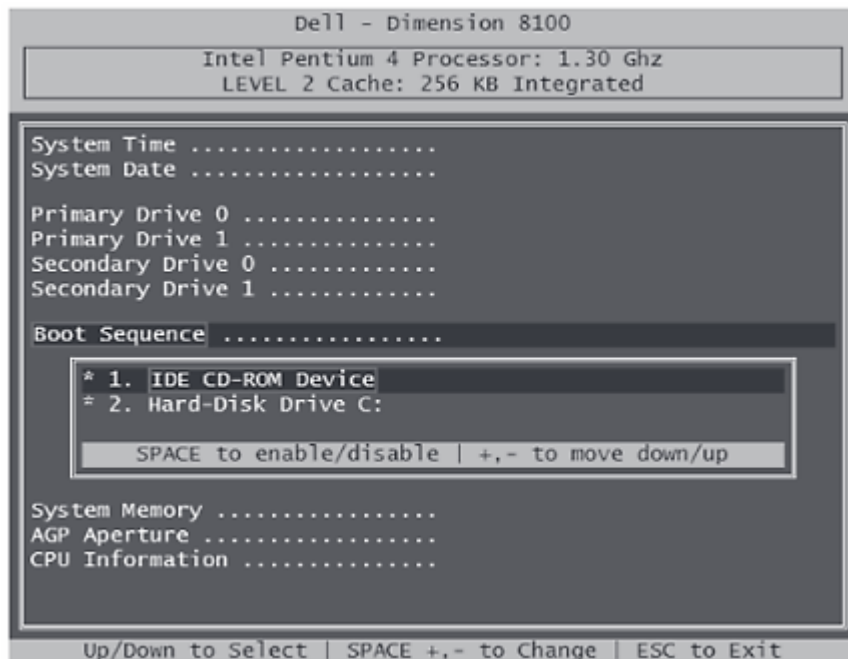 Dell - Dimension 8100
Intel Pentium 4 Processor: 1.30 Ghz
LEVEL 2 Cache: 256 KB Integrated
System Time ...................
System Date ...................
Primary Drive 0 ...............
Primary Drive 1 ...............
Secondary Drive 0 .............
Secondary Drive 1 .............
Boot Sequence .................
* 1. IDE CD-ROM Device
* 2. Hard-Disk Drive C:
SPACE to enable/disable | +,- to move down/up
System Memory .................
AGP Aperture ..................
CPU Information ...............
Up/Down to Select | SPACE +,- to Change | ESC to Exit